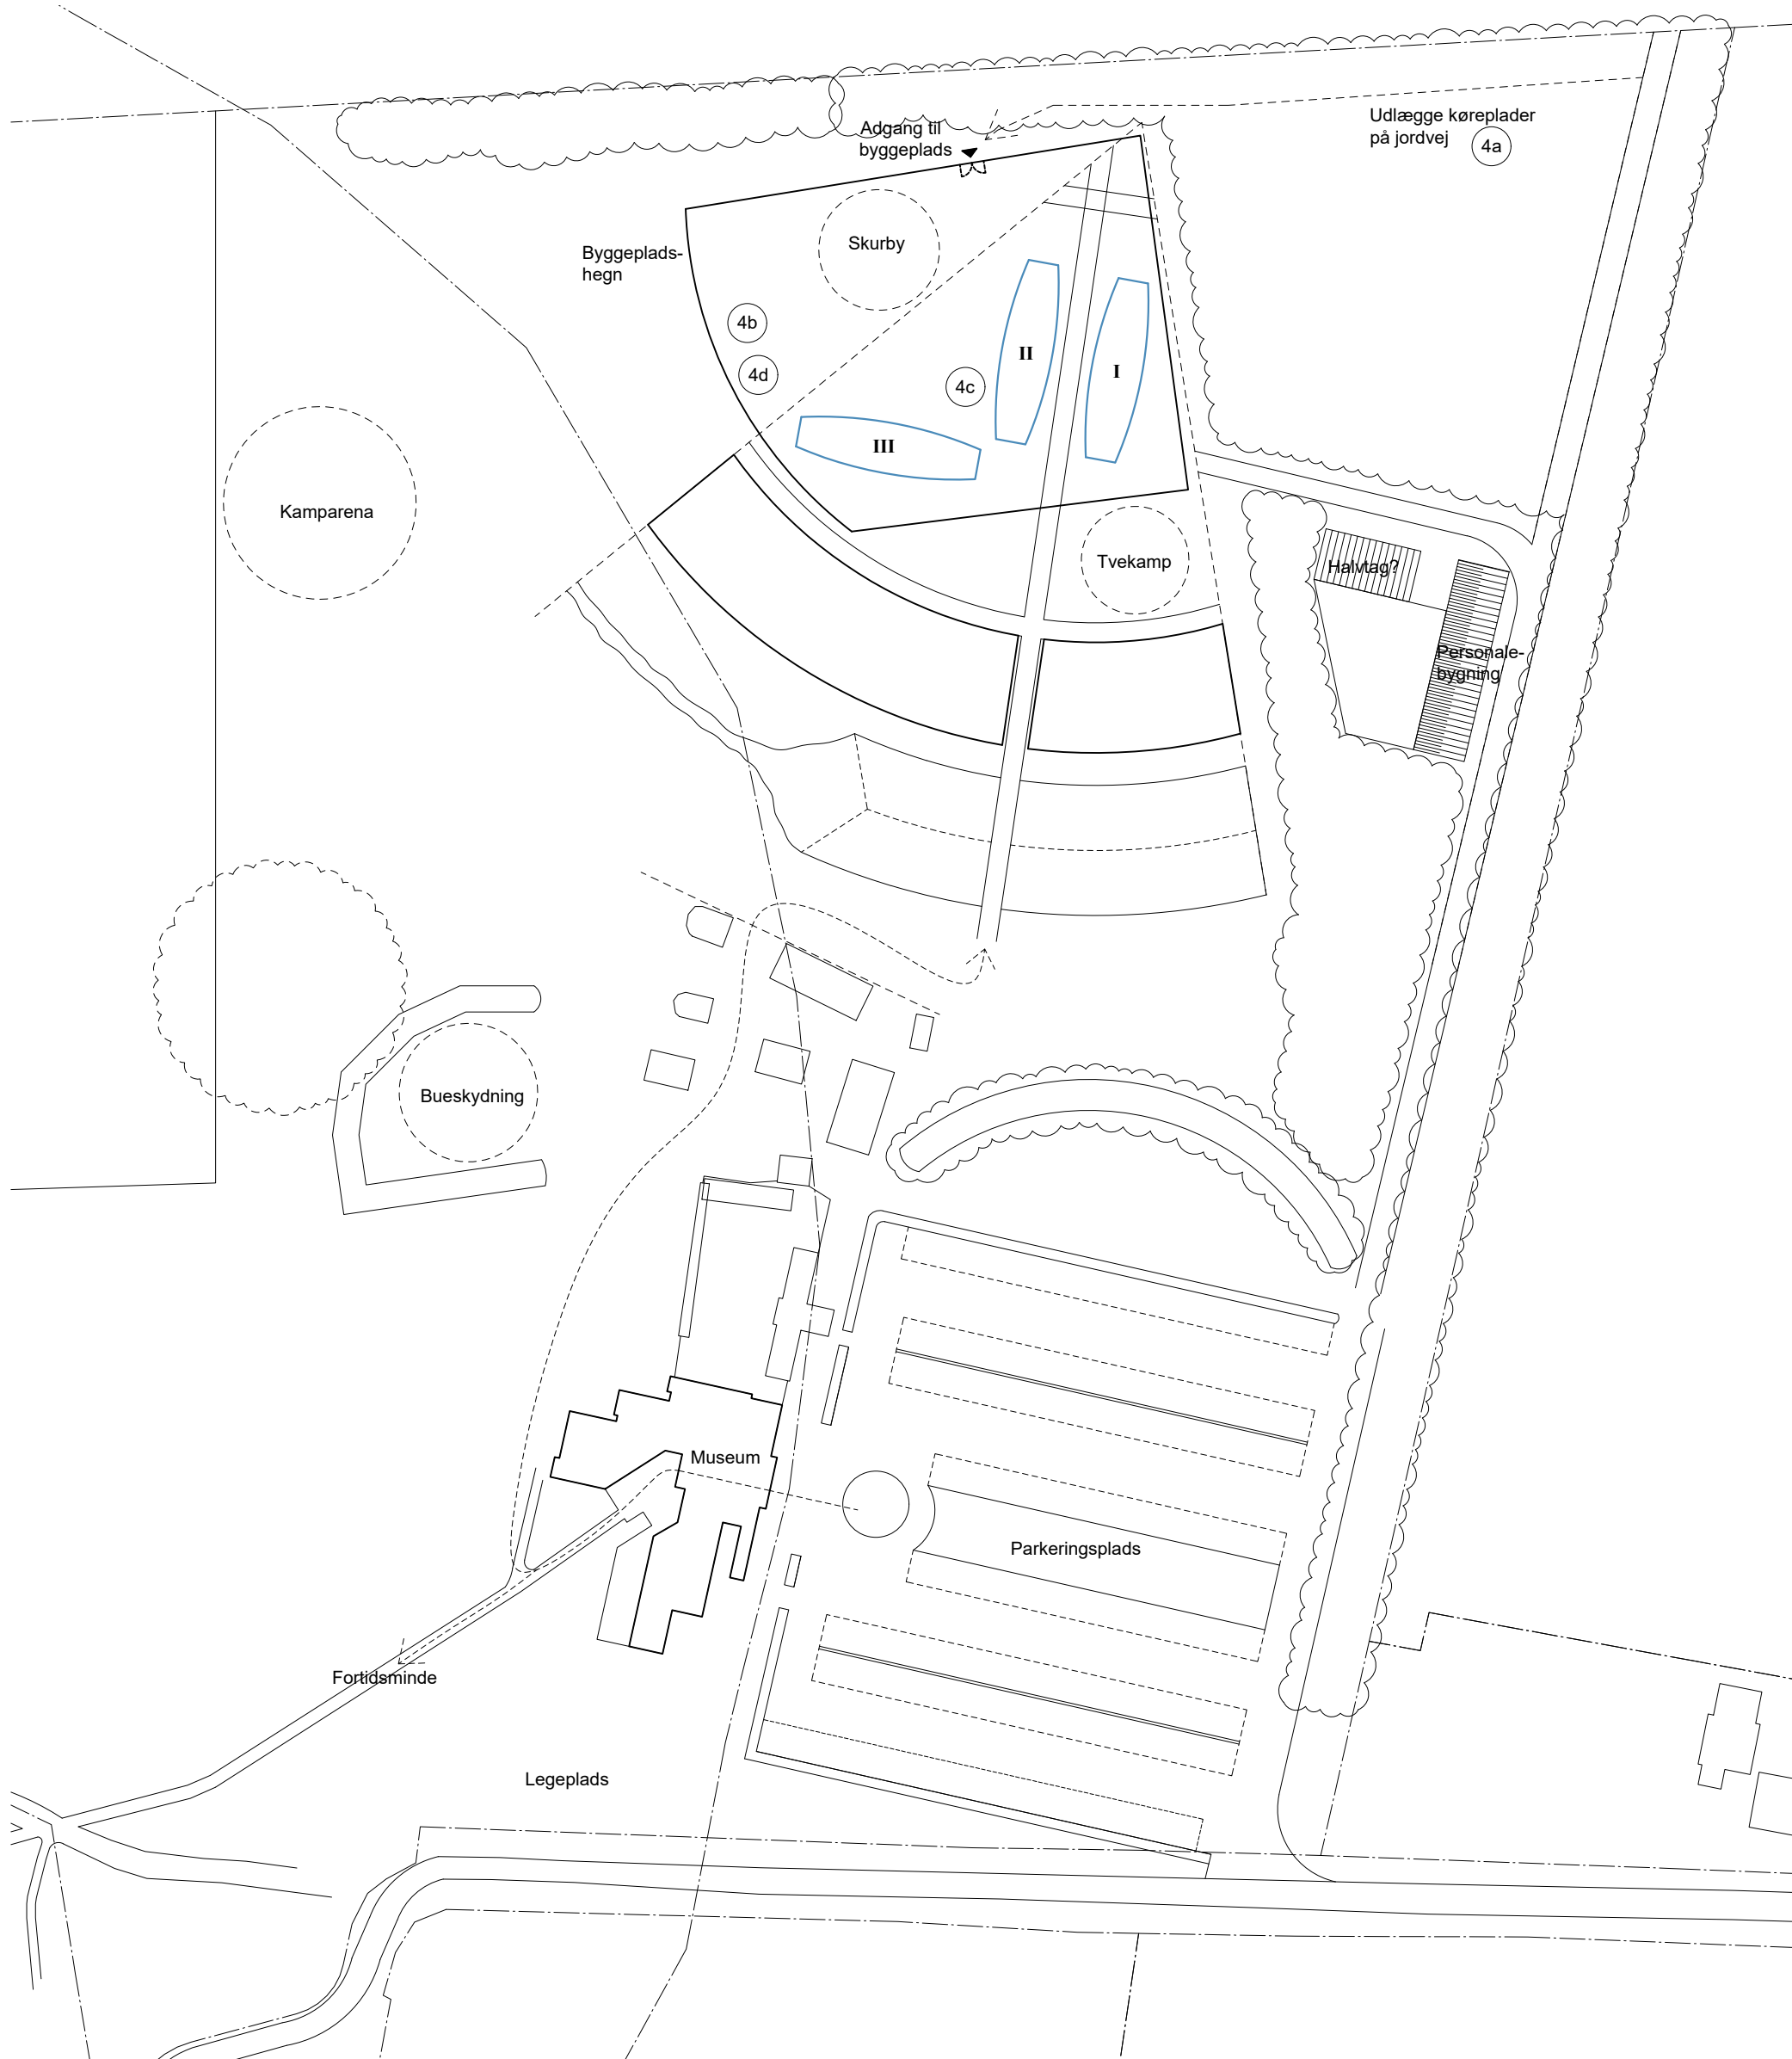 Udlægge køreplader
på jordvej
4a
Adgang til
byggeplads
Skurby
Byggeplads-
hegn
4b
4d
4c
II
I
III
Kamparena
Tvekamp
Halvtag?
Personale-
bygning
Bueskydning
Museum
Parkeringsplads
Fortidsminde
Legeplads